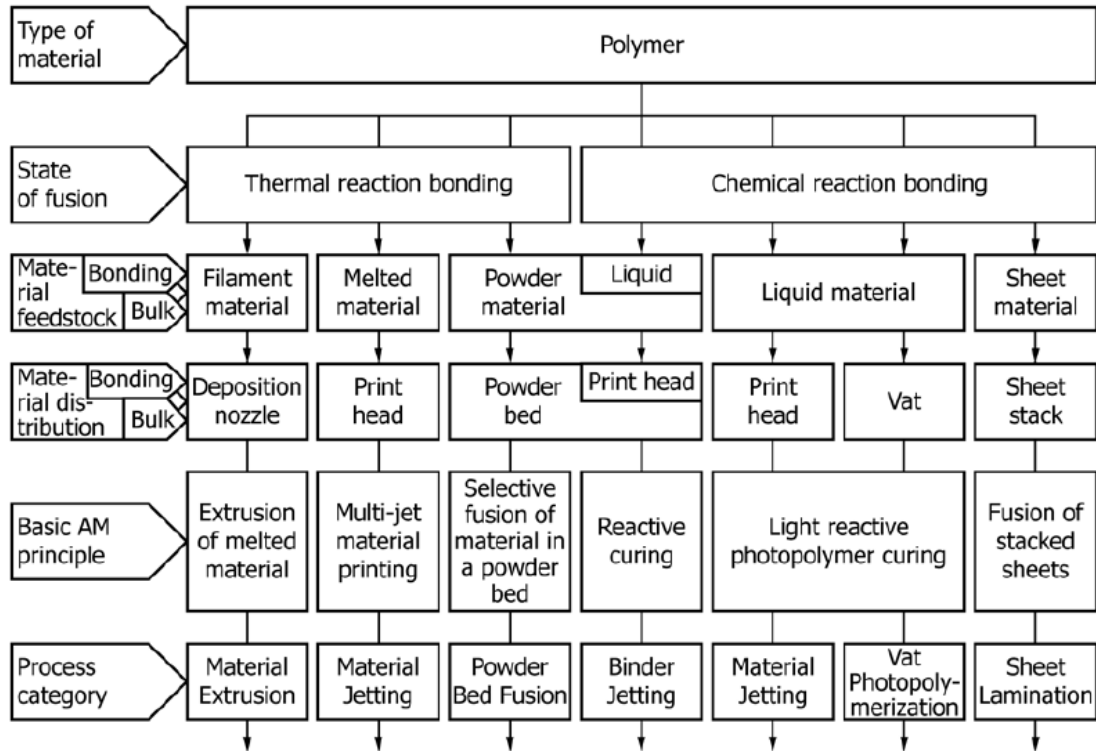 Type of
material
Polymer
State
of fusion
Thermal reaction bonding
Chemical reaction bonding
Mate-
rial
feedstock
Bonding
Bulk
Filament
material
Melted
material
Powder
material
Liquid
Liquid material
Sheet
material
Mate-
rial dis-
tribution
Bonding
Bulk
Deposition
nozzle
Print
head
Powder
bed
Print head
Print
head
Vat
Sheet
stack
Basic AM
principle
Extrusion
of melted
material
Multi-jet
material
printing
Selective
fusion of
material in
a powder
bed
Reactive
curing
Light reactive
photopolymer curing
Fusion of
stacked
sheets
Process
category
Material
Extrusion
Material
Jetting
Powder
Bed Fusion
Binder
Jetting
Material
Jetting
Vat
Photopoly-
merization
Sheet
Lamination